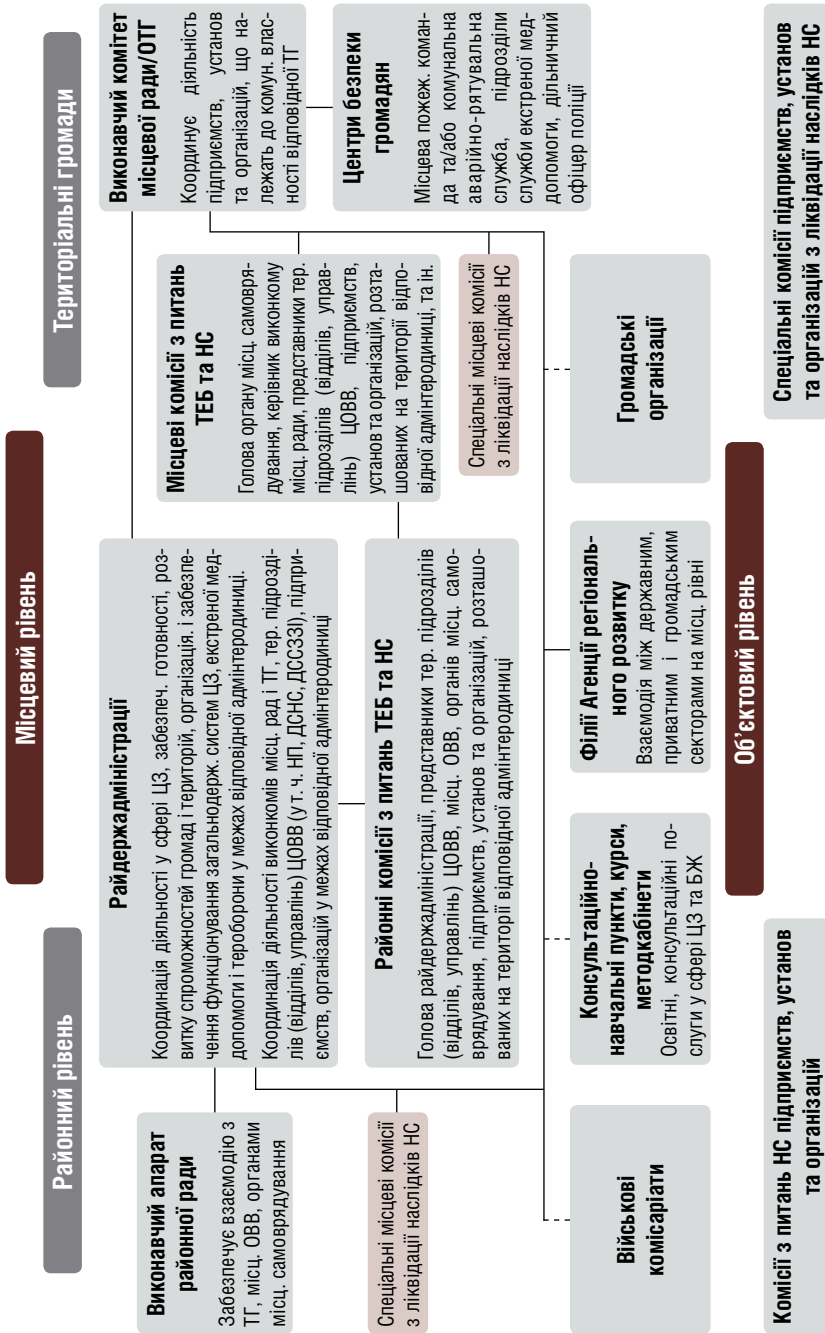 Місцевий рівень
Районний рівень
Територіальні громади
Виконавчий апарат
районної ради
Забезпечує взаємодію з
ТГ, місц. ОВВ, органами
місц. самоврядування
Райдержадміністрації
Координація діяльності у сфері ЦЗ, забезпеч. готовності, роз-
витку спроможностей громад і територій, організація. і забезпе-
чення функціонування загальнодерж. систем ЦЗ, екстреної мед-
допомоги і тероборони у межах відповідної адмінтеродиниці.
Координація діяльності виконкомів місц. рад і ТГ, тер. підрозді-
лів (відділів, управлінь) ЦОВВ (у т. ч. НП, ДСНС, ДССЗЗІ), підпри-
ємств, організацій у межах відповідної адмінтеродиниці
Місцеві комісії з питань
ТЕБ та НС
Голова органу місц. самовря-
дування, керівник виконкому
місц. ради, представники тер.
підрозділів (відділів, управ-
лінь) ЦОВВ, підприємств,
установ та організацій, розта-
шованих на території відпо-
відної адмінтеродиниці, та ін.
Виконавчий комітет
місцевої ради/ОТГ
Координує діяльність
підприємств, установ
та організацій, що на-
лежать до комун. влас-
ності відповідної ТГ
Центри безпеки
громадян
Місцева пожеж. коман-
да та/або комунальна
аварійно-рятувальна
служба, підрозділи
служби екстреної мед-
допомоги, дільничний
офіцер поліції
Спеціальні місцеві комісії
з ліквідації наслідків НС
Районні комісії з питань ТЕБ та НС
Голова райдержадміністрації, представники тер. підрозділів
(відділів, управлінь) ЦОВВ, місц. ОВВ, органів місц. само-
врядування, підприємств, установ та організацій, розташо-
ваних на території відповідної адмінтеродиниці
Спеціальні місцеві комісії
з ліквідації наслідків НС
Військові
комісаріати
Консультаційно-
навчальні пункти, курси,
методкабінети
Освітні, консультаційні по-
слуги у сфері ЦЗ та БЖ
Філії Агенції регіональ-
ного розвитку
Взаємодія між державним,
приватним і громадським
секторами на місц. рівні
Громадські
організації
Об’єктовий рівень
Комісії з питань НС підприємств, установ
та організацій
Спеціальні комісії підприємств, установ
та організацій з ліквідації наслідків НС